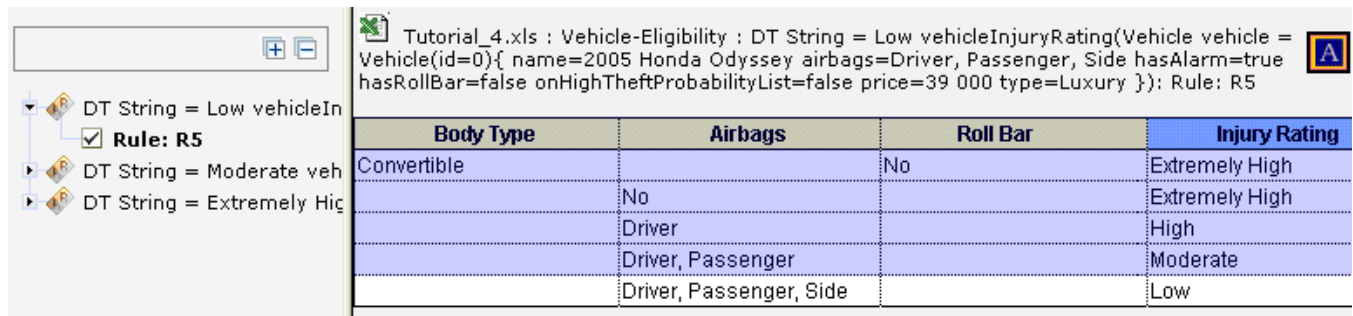 Tutorial_4.xls : Vehicle-Eligibility : DT String = Low vehicleInjuryRating(Vehicle vehicle =
Vehicle(id=0){ name=2005 Honda Odyssey airbags=Driver, Passenger, Side hasAlarm=true
hasRollBar=false onHighTheftProbabilityList=false price=39 000 type=Luxury }): Rule: R5
A
DT String = Low vehicleIn
Rule: R5
DT String = Moderate veh
DT String = Extremely Hig
Body Type Airbags Roll Bar Injury Rating
Convertible No Extremely High
No Extremely High
Driver High
Driver, Passenger Moderate
Driver, Passenger, Side Low